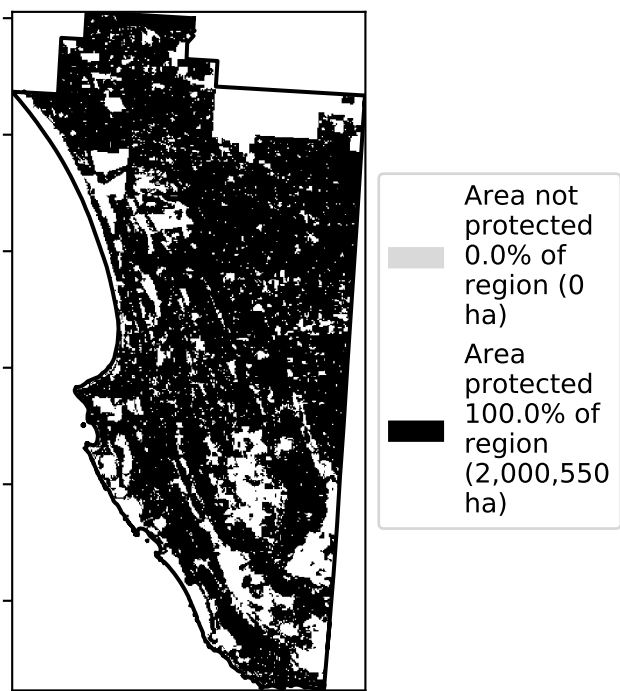 Area not
protected
0.0% of
region (0
ha)
Area
protected
100.0% of
region
(2,000,550
ha)